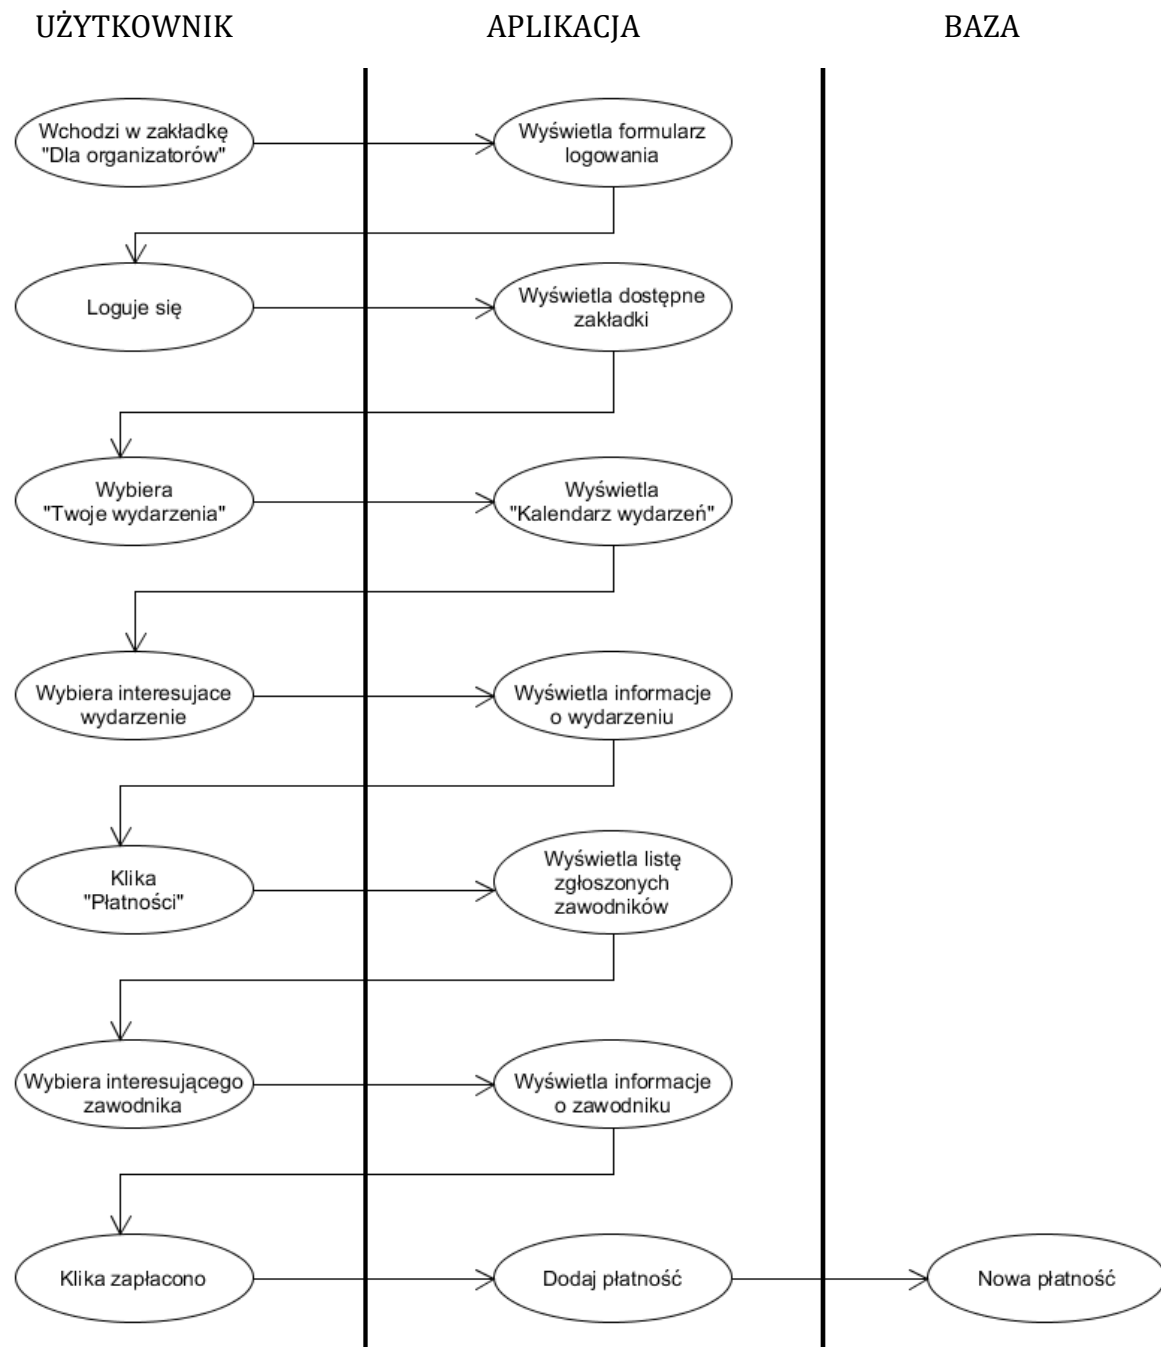 UŻYTKOWNIK
APLIKACJA
BAZA
Wchodzi w zakładkę
"Dla organizatorów"
Wyświetla formularz
logowania
Loguje się
Wyświetla dostępne
zakładki
Wybiera
"Twoje wydarzenia"
Wyświetla
"Kalendarz wydarzeń"
Wybiera interesujace
wydarzenie
Wyświetla informacje
o wydarzeniu
Klika
"Płatności"
Wyświetla listę
zgłoszonych
zawodników
Wybiera interesującego
zawodnika
Wyświetla informacje
o zawodniku
Klika zapłacono
Dodaj płatność
Nowa płatność